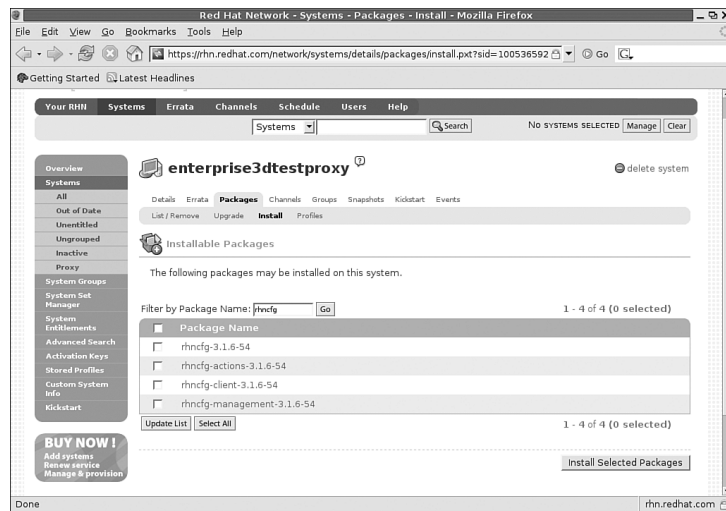 Red Hat Network - Systems - Packages - Install - Mozilla Firefox
File Edit View Go Bookmarks Tools Help
https://rhn.redhat.com/network/systems/details/packages/install.pxt?sid=100536592 Go G
Getting Started Latest Headlines
Your RHN Systems Errata Channels Schedule Users Help
Systems Search NO SYSTEMS SELECTED Manage Clear
Overview
Systems
All
Out of Date
Unentitled
Ungrouped
Inactive
Proxy
System Groups
System Set
Manager
System
Entitlements
Advanced Search
Activation Keys
Stored Profiles
Custom System
Info
Kickstart
BUY NOW!
Add systems
Renew service
Manage & provision
enterprise3dtestproxy ? delete system
Details Errata Packages Channels Groups Snapshots Kickstart Events
List / Remove Upgrade Install Profiles
Installable Packages
The following packages may be installed on this system.
Filter by Package Name: rhncfg Go 1 - 4 of 4 (0 selected)
Package Name
rhncfg-3.1.6-54
rhncfg-actions-3.1.6-54
rhncfg-client-3.1.6-54
rhncfg-management-3.1.6-54
Update List Select All 1 - 4 of 4 (0 selected)
Install Selected Packages
Done rhn.redhat.com